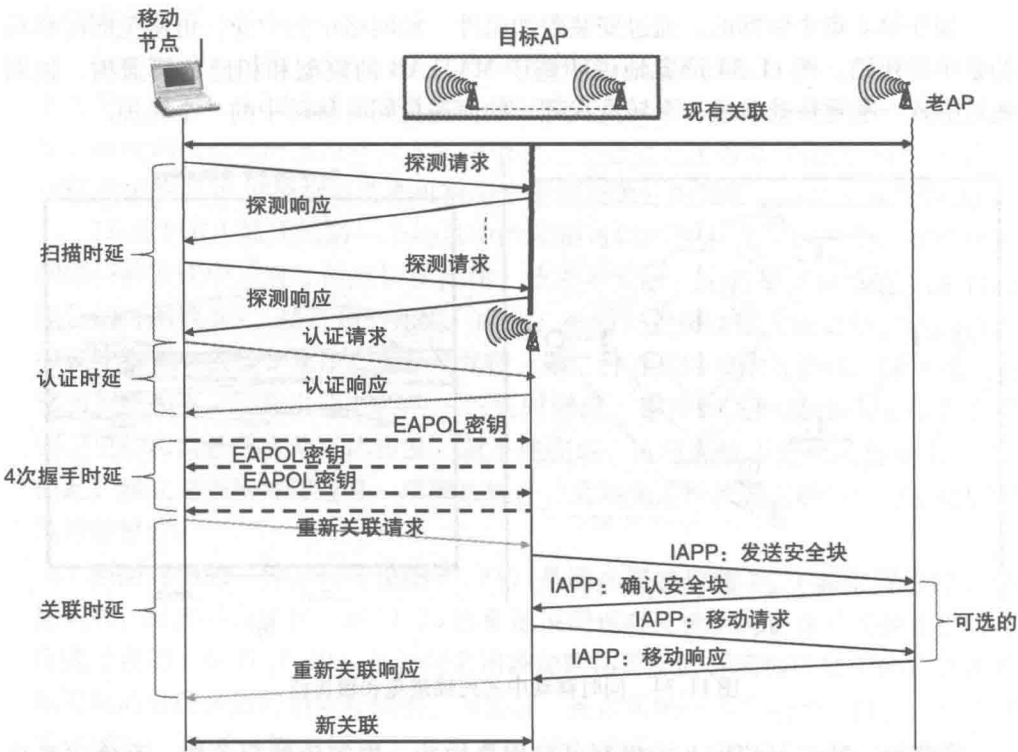 移动
节点
目标AP
现有关联
老AP
探测请求
探测响应
扫描时延
探测请求
探测响应
认证请求
认证时延
认证响应
EAPOL密钥
EAPOL密钥
4次握手时延
EAPOL密钥
重新关联请求
IAPP：发送安全块
IAPP：确认安全块
关联时延
IAPP：移动请求
可选的
IAPP：移动响应
重新关联响应
新关联